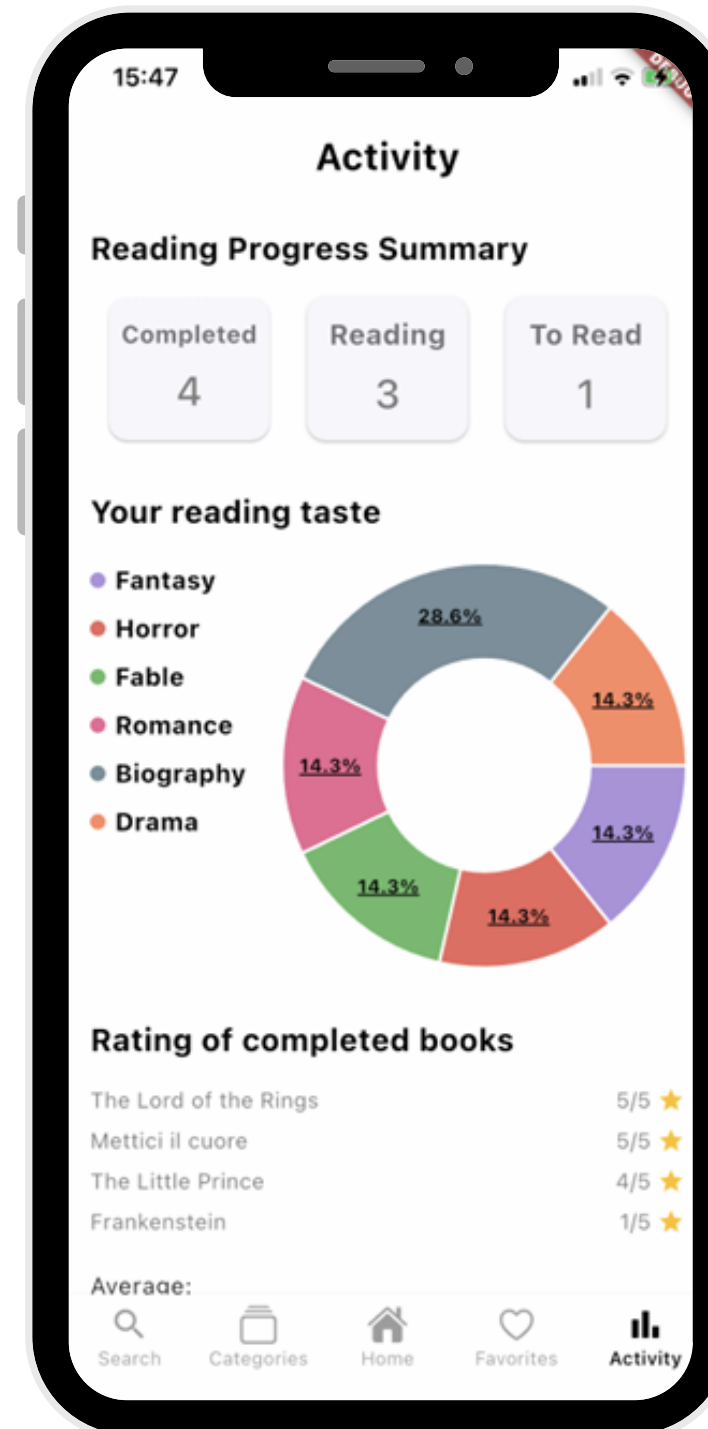 15:47
Activity
Reading Progress Summary
Completed Reading To Read
4 3 1
Your reading taste
Fantasy
Horror
Fable
Romance
Biography
Drama
28.6%
14.3%
14.3%
14.3%
14.3%
14.3%
Rating of completed books
The Lord of the Rings 5/5
Mettici il cuore 5/5
The Little Prince 4/5
Frankenstein 1/5
Average:
Search Categories Home Favorites Activity